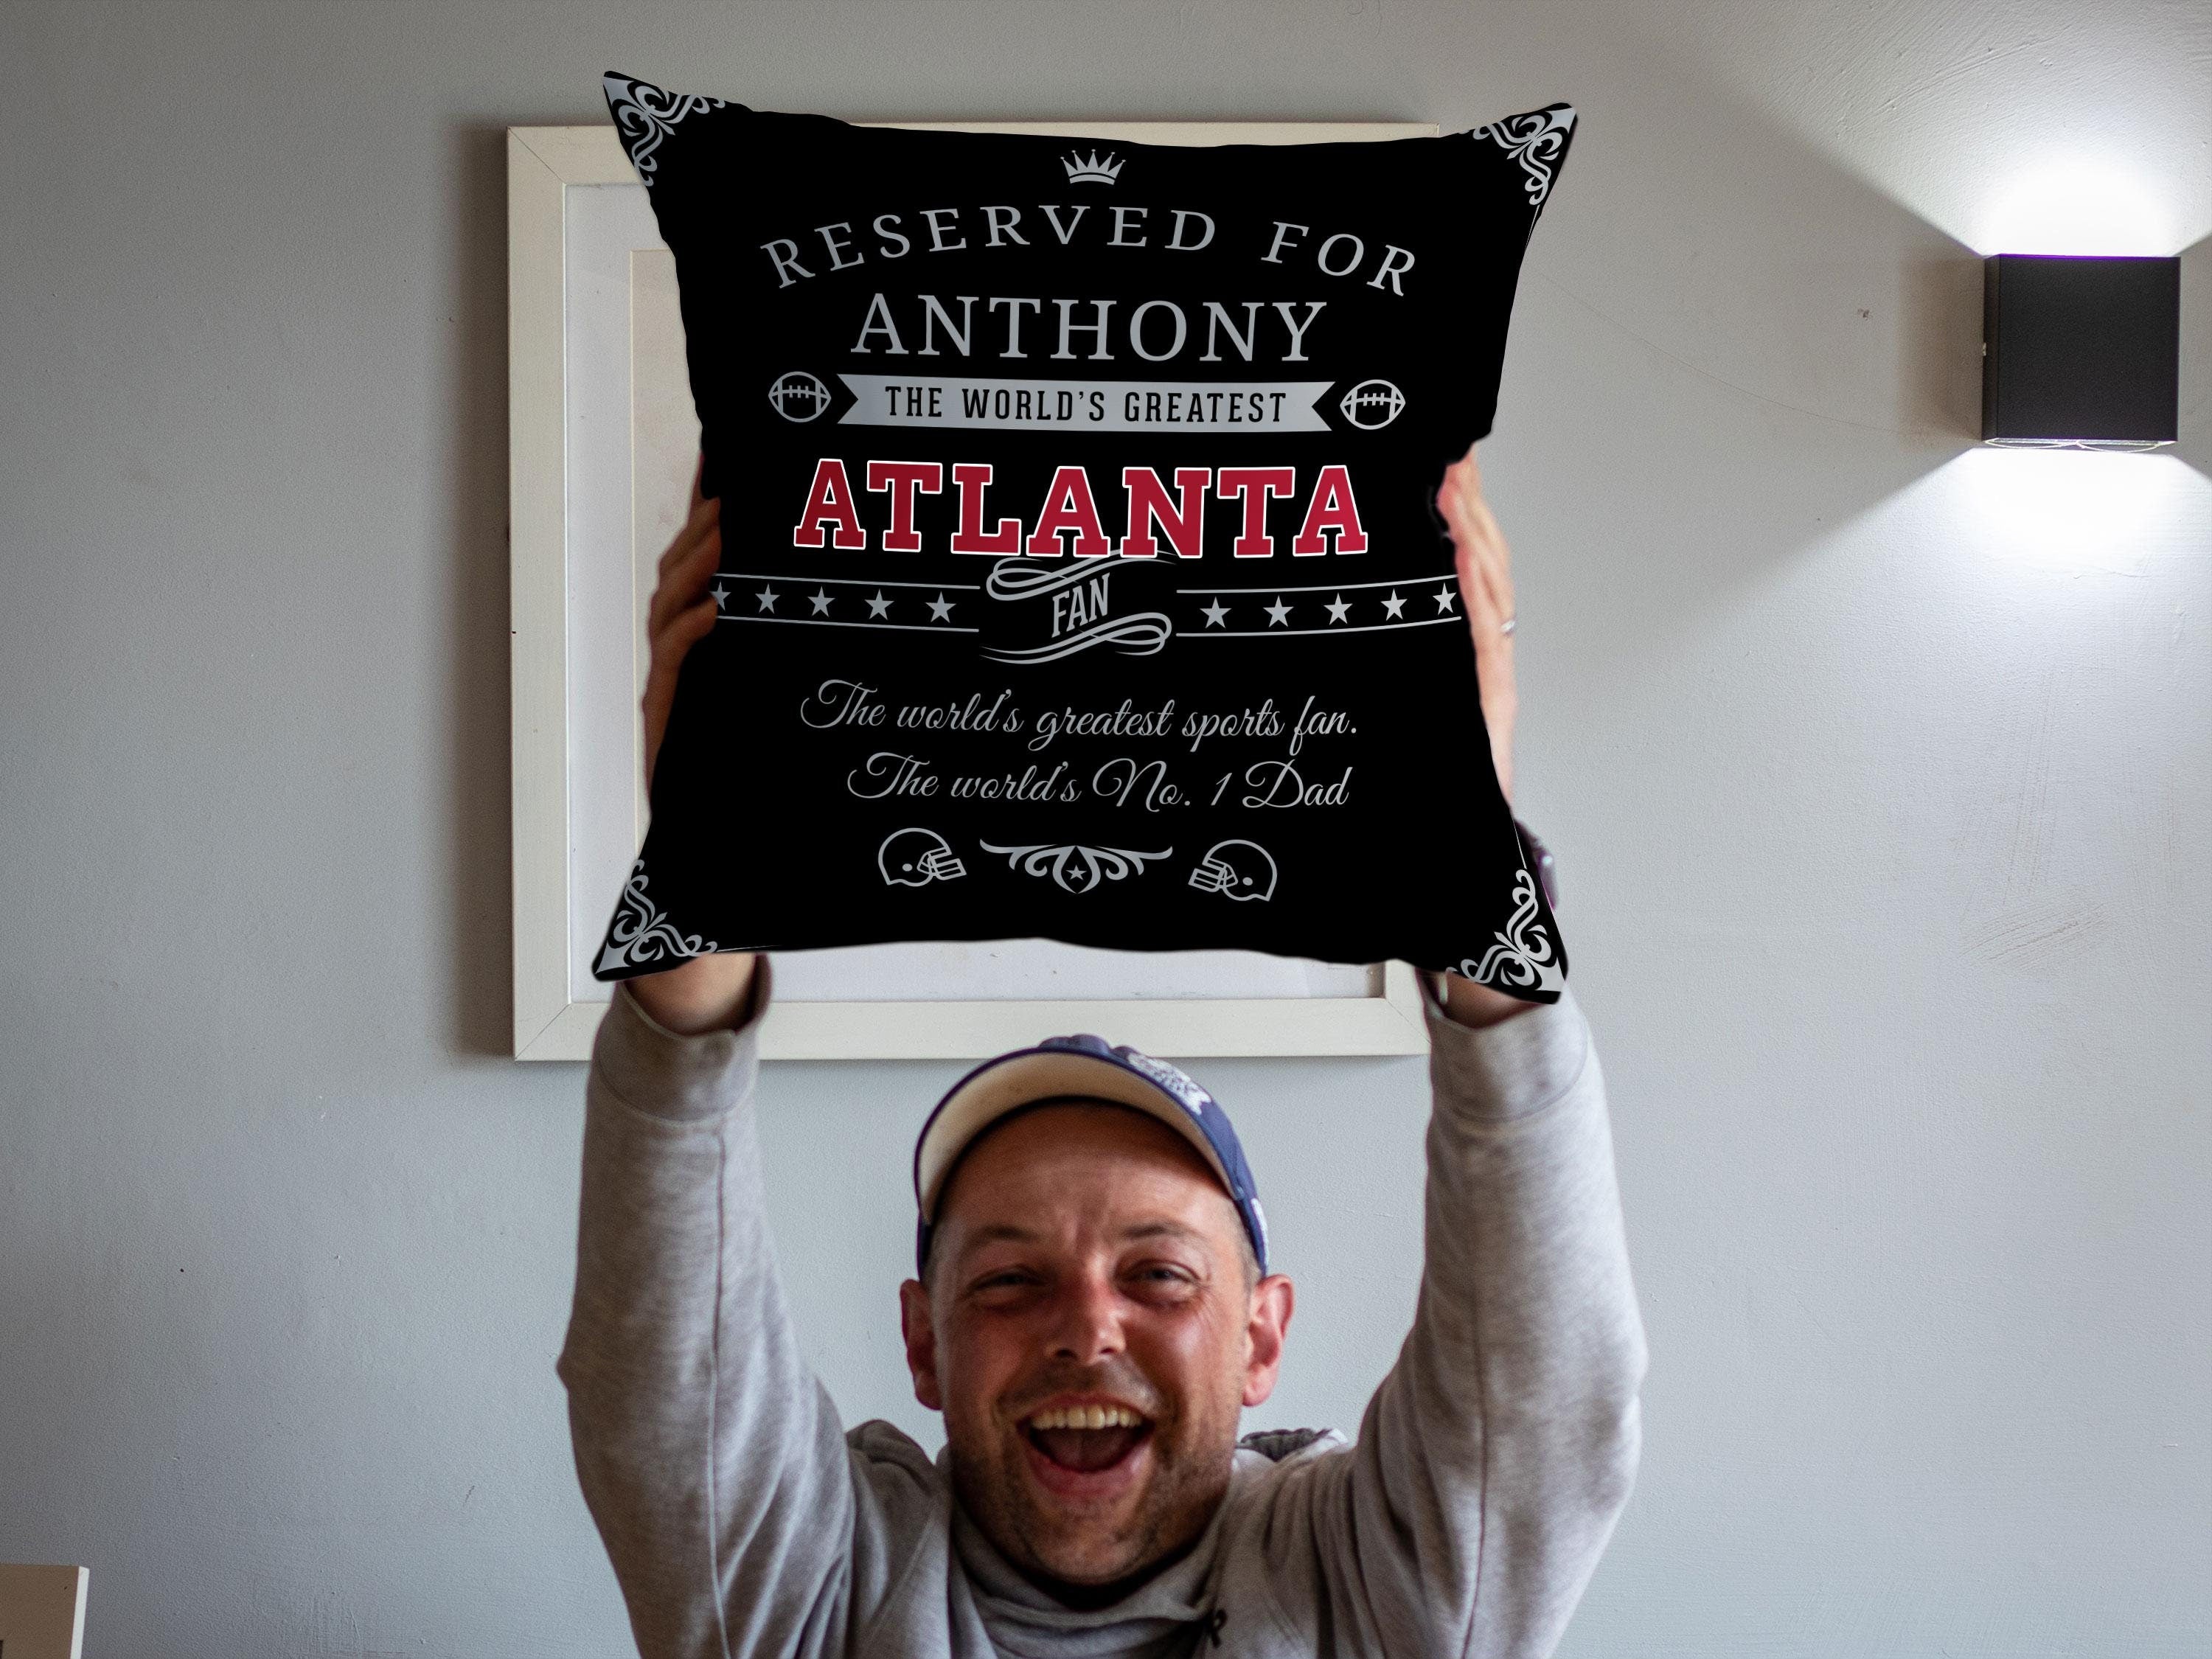 RESERVED FOR
ANTHONY
THE WORLD'S GREATEST
ATLANTA
FAN
The world's greatest sports fan.
The world's No. 1 Dad